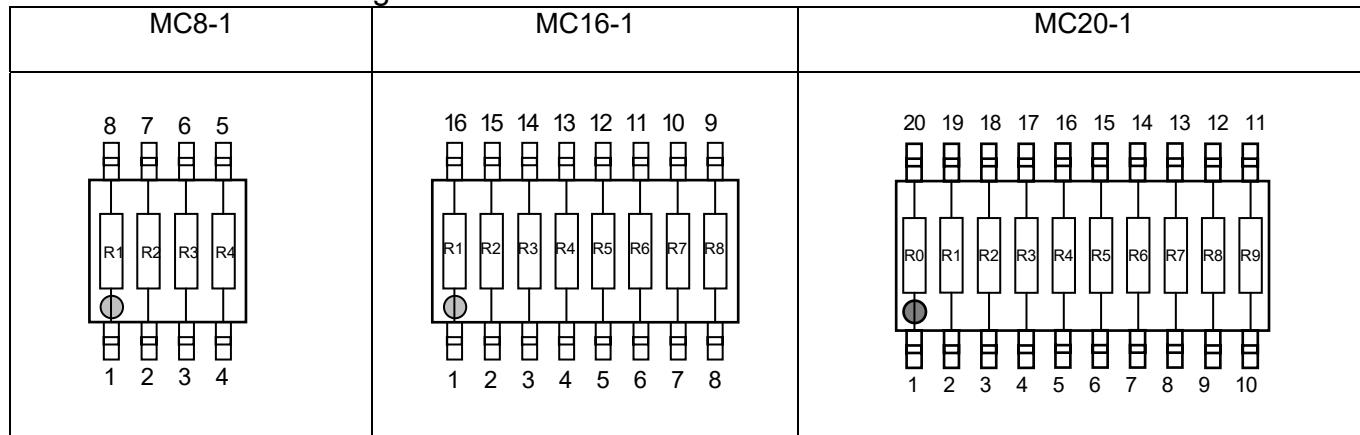 MC8-1 MC16-1 MC20-1
8 7 6 5 16 15 14 13 12 11 10 9 20 19 18 17 16 15 14 13 12 11
R1 R2 R3 R4 R1 R2 R3 R4 R5 R6 R7 R8 R0 R1 R2 R3 R4 R5 R6 R7 R8 R9
1 2 3 4 1 2 3 4 5 6 7 8 1 2 3 4 5 6 7 8 9 10